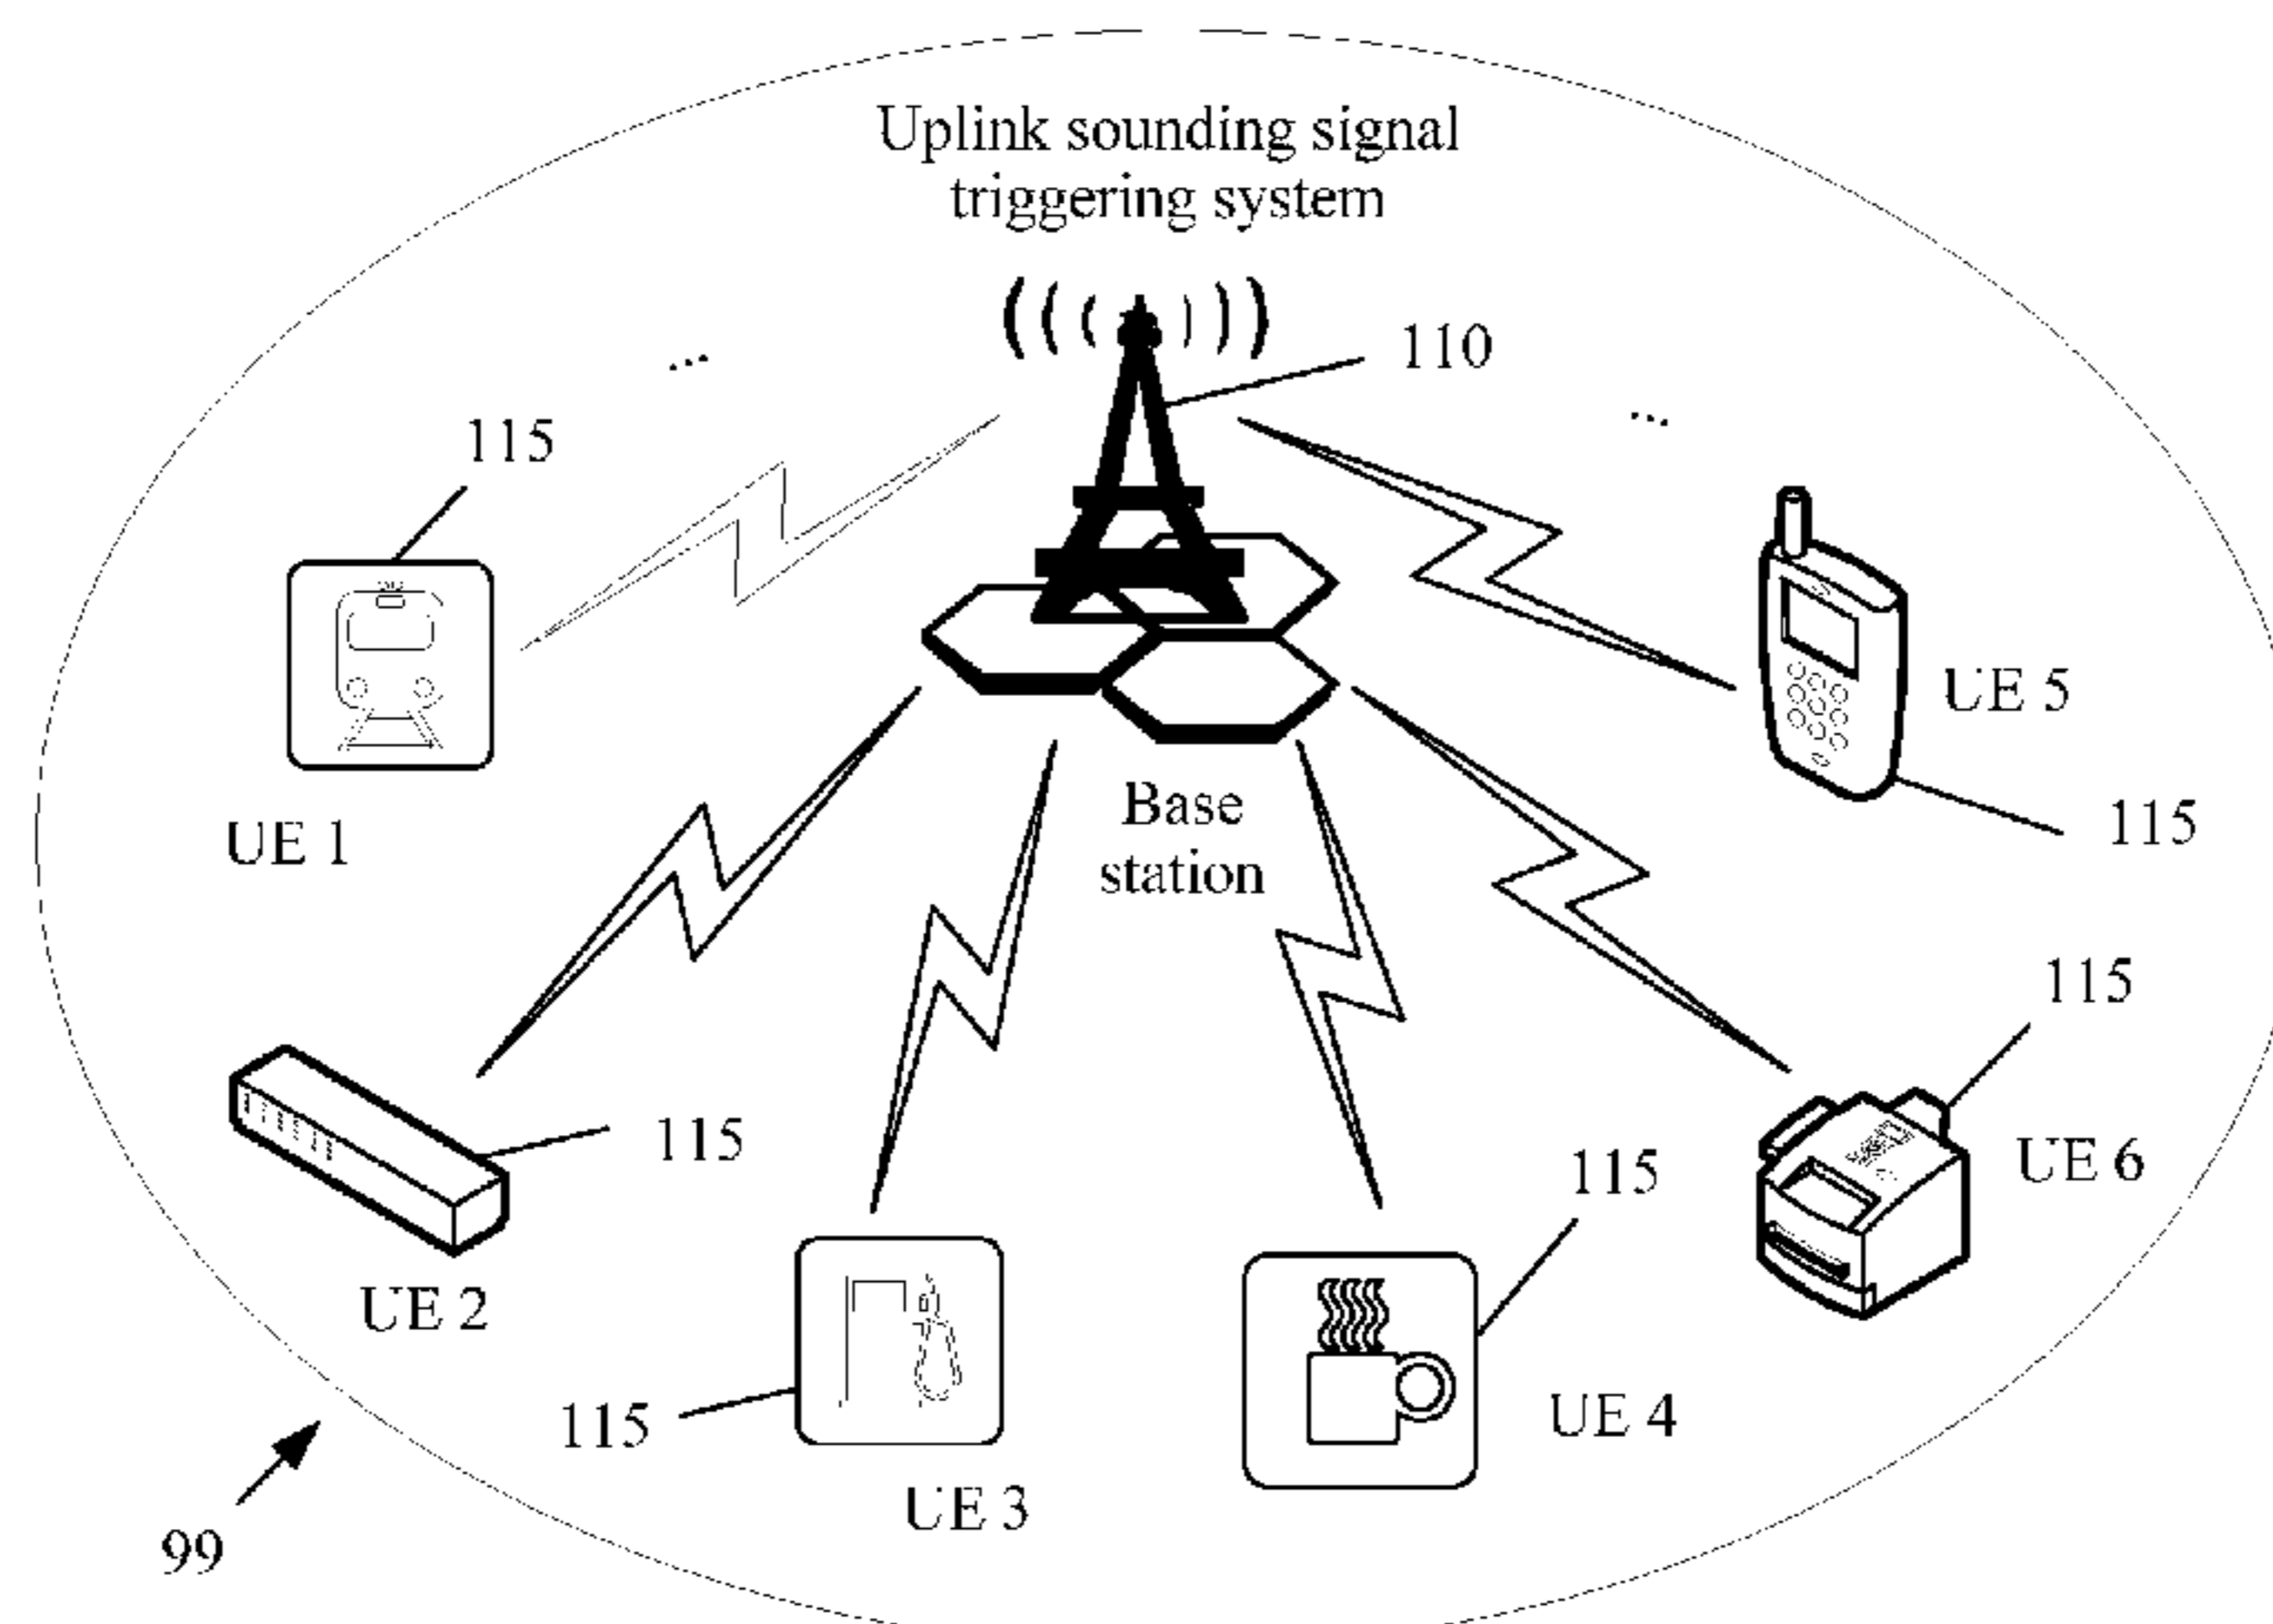 Uplink sounding signal
triggering system
...
110
...
115
UE 5
Base
station
115
UE 1
115
115
UE 6
115
UE 2
115
UE 4
115
UE 3
99